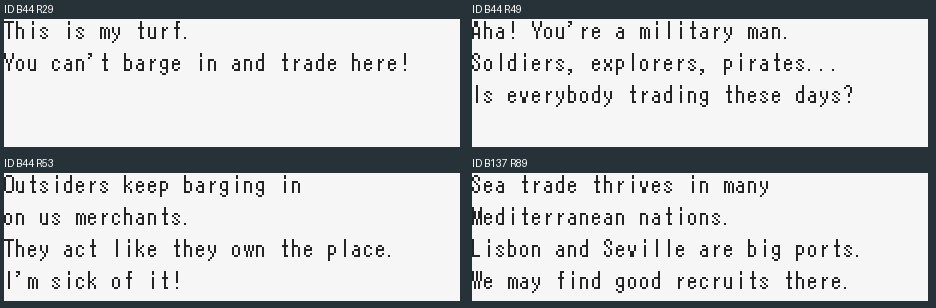 ID B44 R29
This is my turf.
You can't barge in and trade here!
ID B44 R49
Aha! You're a military man.
Soldiers, explorers, pirates...
Is everybody trading these days?
ID B44 R53
Outsiders keep barging in
on us merchants.
They act like they own the place.
I'm sick of it!
ID B137 R89
Sea trade thrives in many
Mediterranean nations.
Lisbon and Seville are big ports.
We may find good recruits there.